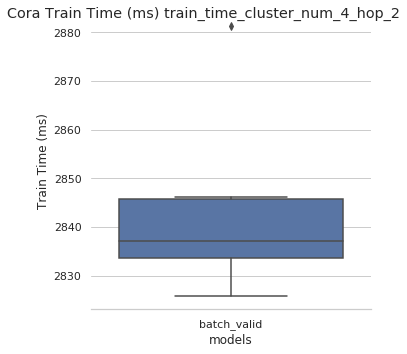 Cora Train Time (ms) train_time_cluster_num_4_hop_2
2880
2870
2860
2850
2840
2830
Train Time (ms)
batch_valid
models